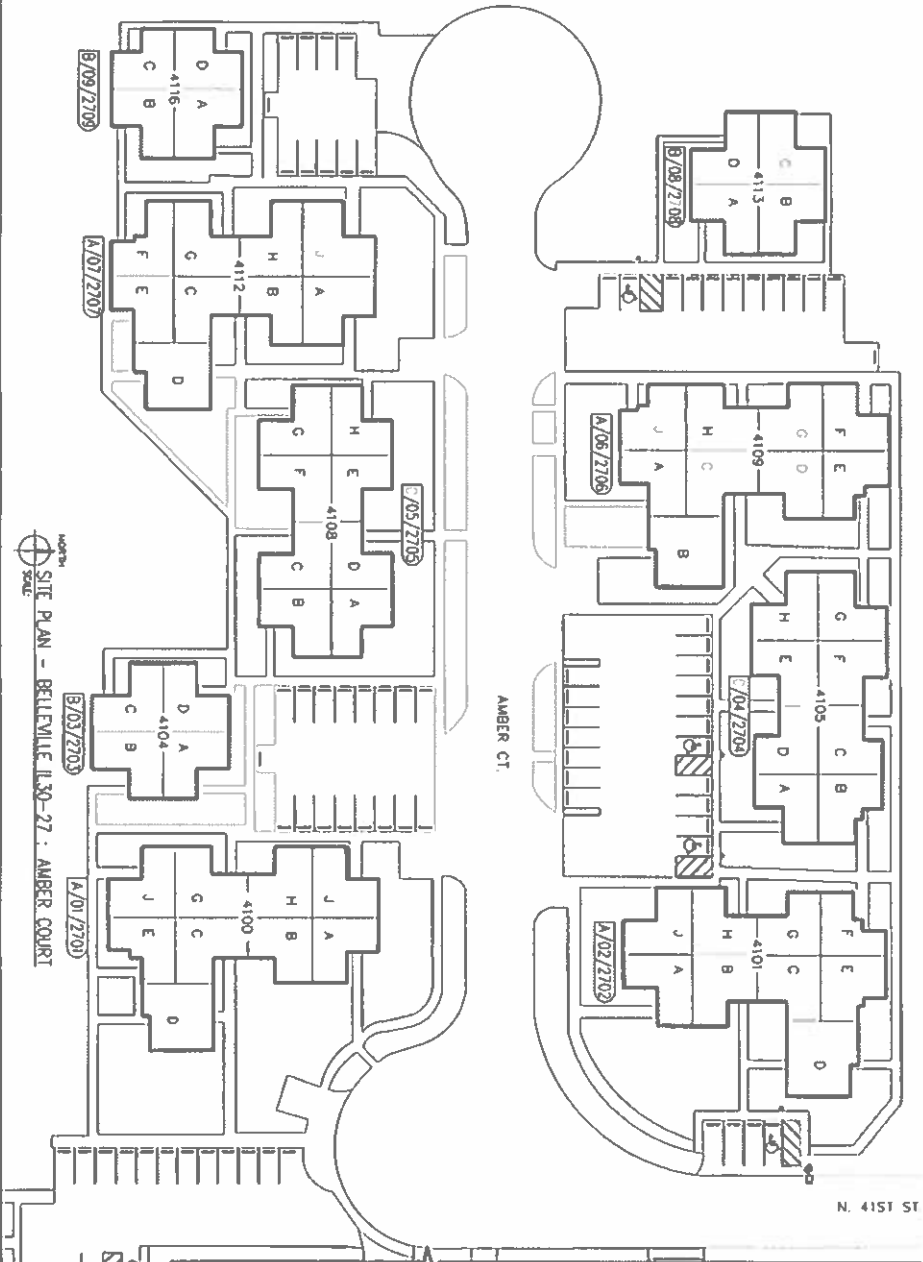 4116
D
A
C
B
B/09/2709
4113
C
B
D
A
B/08/2708
4112
J
A
H
B
G
C
F
E
D
A/07/2707
4109
F
E
G
D
H
C
J
A
B
A/06/2706
4108
H
E
G
F
D
A
C
B
C/05/2705
4105
G
F
H
E
C
B
D
A
C/04/2704
AMBER CT.
4104
D
A
C
B
B/03/2703
4100
J
A
H
B
G
C
J
E
D
A/01/2701
4101
F
E
G
C
H
B
J
A
D
A/02/2702
N. 41ST ST
NORTH
SCALE:
SITE PLAN - BELLEVILLE IL30-27 : AMBER COURT